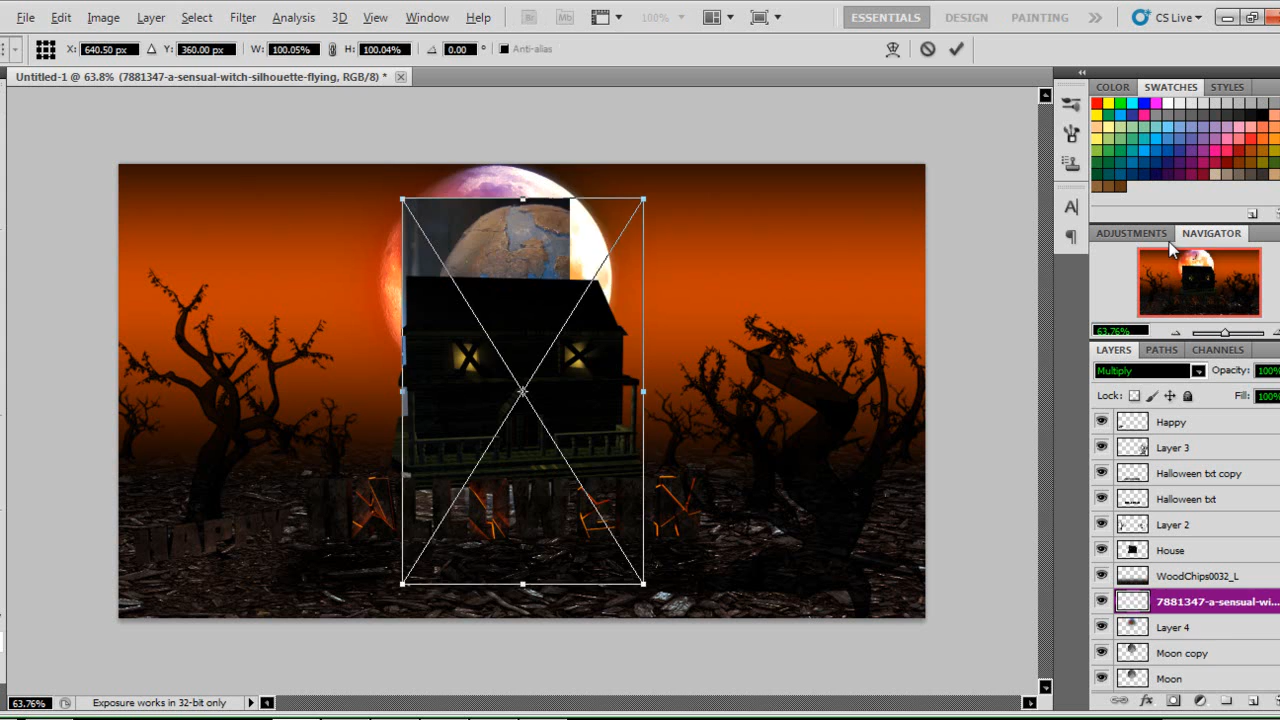 File Edit Image Layer Select Filter Analysis 3D View Window Help Br Mb 100% ESSENTIALS DESIGN PAINTING CS Live
X: 640.50 px Y: 360.00 px W: 100.05% H: 100.04% 0.00 ° Anti-alias
Untitled-1 @ 63.8% (7881347-a-sensual-witch-silhouette-flying, RGB/8) *
COLOR SWATCHES STYLES
ADJUSTMENTS NAVIGATOR
63.76%
LAYERS PATHS CHANNELS
Multiply Opacity: 100%
Lock: Fill: 100%
Happy
Layer 3
Halloween txt copy
Halloween txt
Layer 2
House
WoodChips0032_L
7881347-a-sensual-wi...
Layer 4
Moon copy
Moon
HAPPY
63.76% Exposure works in 32-bit only